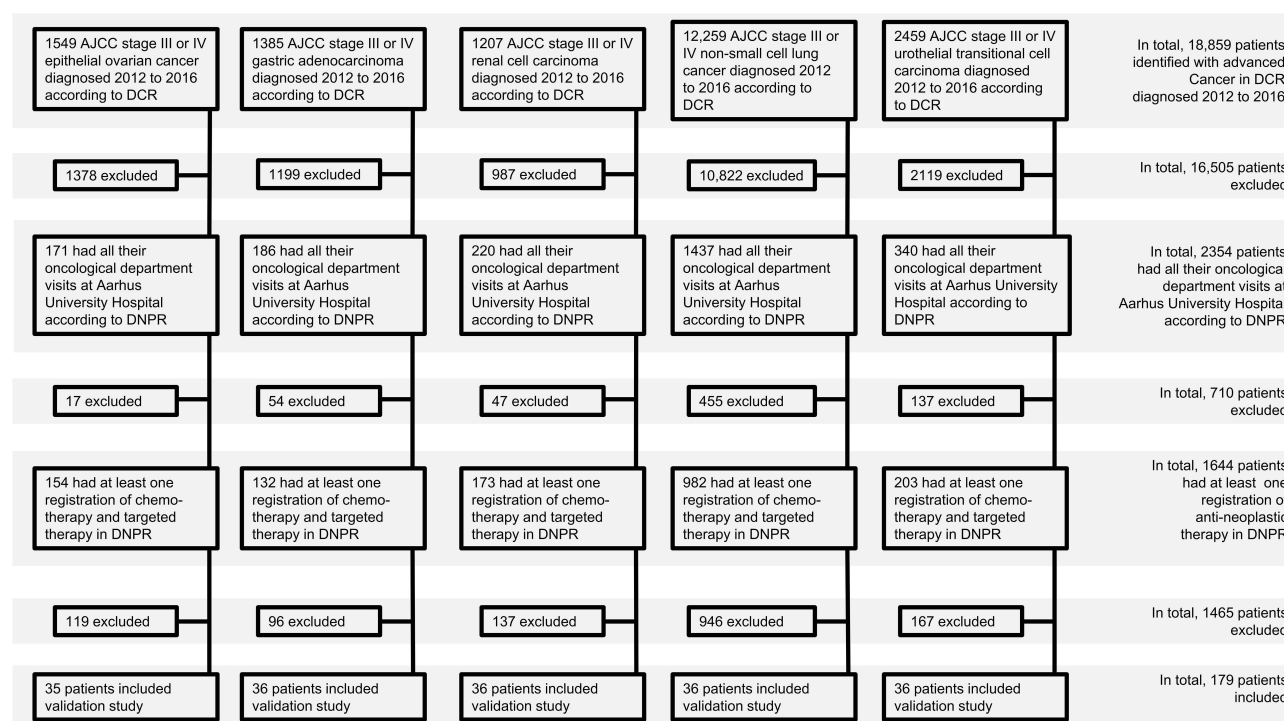 1549 AJCC stage III or IV
epithelial ovarian cancer
diagnosed 2012 to 2016
according to DCR
1385 AJCC stage III or IV
gastric adenocarcinoma
diagnosed 2012 to 2016
according to DCR
1207 AJCC stage III or IV
renal cell carcinoma
diagnosed 2012 to 2016
according to DCR
12,259 AJCC stage III or
IV non-small cell lung
cancer diagnosed 2012
to 2016 according to
DCR
2459 AJCC stage III or IV
urothelial transitional cell
carcinoma diagnosed
2012 to 2016 according
to DCR
In total, 18,859 patients
identified with advanced
Cancer in DCR
diagnosed 2012 to 2016
1378 excluded
1199 excluded
987 excluded
10,822 excluded
2119 excluded
In total, 16,505 patients
excluded
171 had all their
oncological department
visits at Aarhus
University Hospital
according to DNPR
186 had all their
oncological department
visits at Aarhus
University Hospital
according to DNPR
220 had all their
oncological department
visits at Aarhus
University Hospital
according to DNPR
1437 had all their
oncological department
visits at Aarhus
University Hospital
according to DNPR
340 had all their
oncological department
visits at Aarhus University
Hospital according to
DNPR
In total, 2354 patients
had all their oncological
department visits at
Aarhus University Hospital
according to DNPR
17 excluded
54 excluded
47 excluded
455 excluded
137 excluded
In total, 710 patients
excluded
154 had at least one
registration of chemo-
therapy and targeted
therapy in DNPR
132 had at least one
registration of chemo-
therapy and targeted
therapy in DNPR
173 had at least one
registration of chemo-
therapy and targeted
therapy in DNPR
982 had at least one
registration of chemo-
therapy and targeted
therapy in DNPR
203 had at least one
registration of chemo-
therapy and targeted
therapy in DNPR
In total, 1644 patients
had at least one
registration of
anti-neoplastic
therapy in DNPR
119 excluded
96 excluded
137 excluded
946 excluded
167 excluded
In total, 1465 patients
excluded
35 patients included
validation study
36 patients included
validation study
36 patients included
validation study
36 patients included
validation study
36 patients included
validation study
In total, 179 patients
included